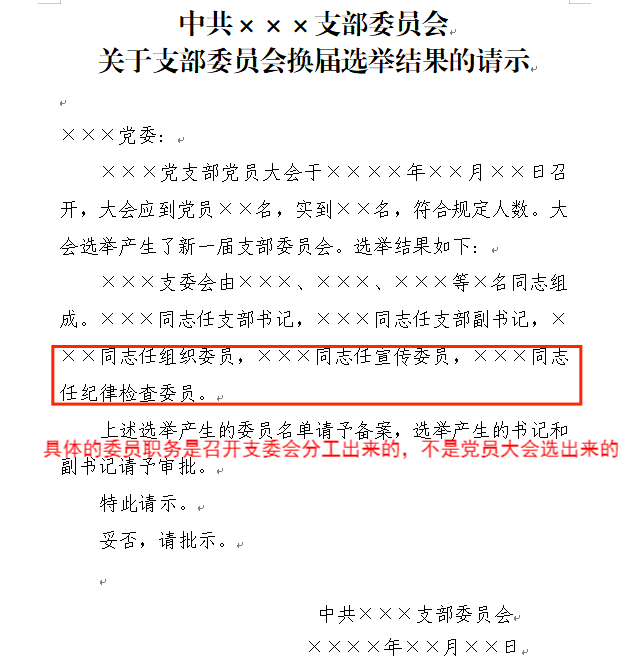 中共×××支部委员会
关于支部委员会换届选举结果的请示
×××党委：
×××党支部党员大会于××××年××月××日召
开，大会应到党员××名，实到××名，符合规定人数。大
会选举产生了新一届支部委员会。选举结果如下：
×××支委会由×××、×××、×××等×名同志组
成。×××同志任支部书记，×××同志任支部副书记，×
××同志任组织委员，×××同志任宣传委员，×××同志
任纪律检查委员。
上述选举产生的委员名单请予备案，选举产生的书记和
具体的委员职务是召开支委会分工出来的，不是党员大会选出来的
副书记请予审批。
特此请示。
妥否，请批示。
中共×××支部委员会
××××年××月××日